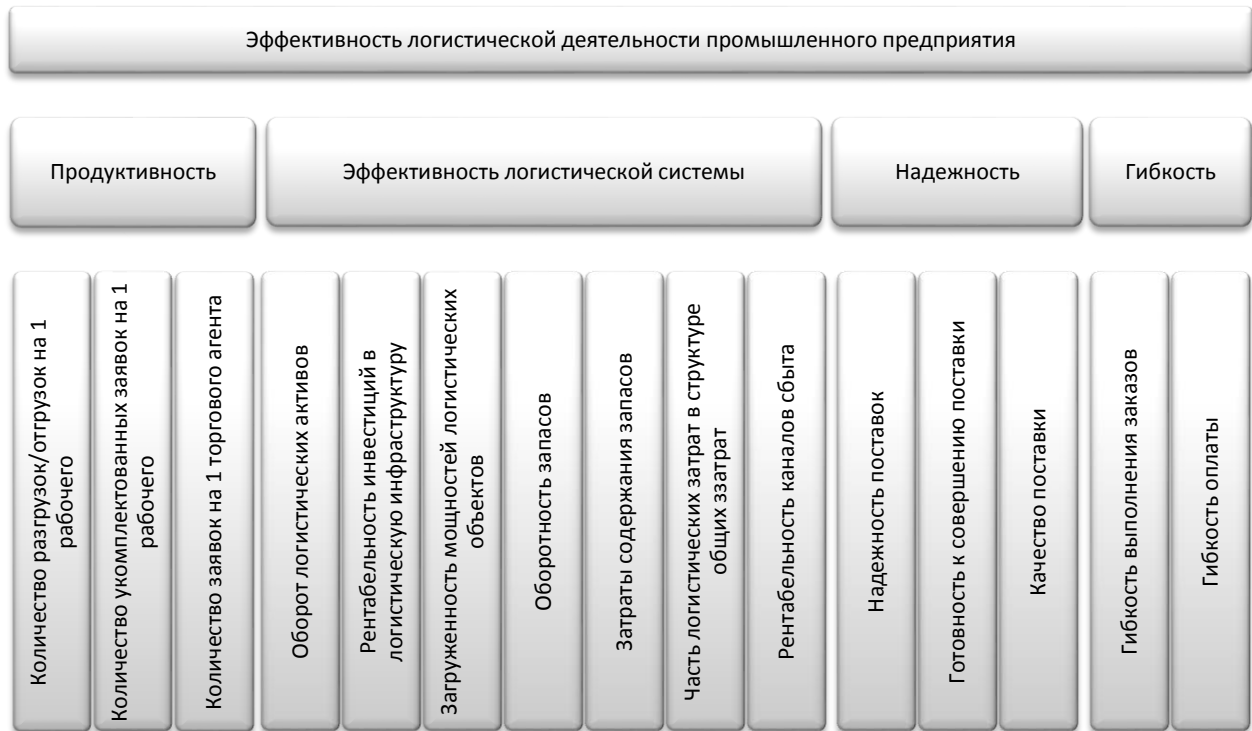 Эффективность логистической деятельности промышленного предприятия
Продуктивность
Эффективность логистической системы
Надежность
Гибкость
Количество разгрузок/отгрузок на 1
рабочего
Количество укомплектованных заявок на 1
рабочего
Количество заявок на 1 торгового агента
Оборот логистических активов
Рентабельность инвестиций в
логистическую инфраструктуру
Загруженность мощностей логистических
объектов
Оборотность запасов
Затраты содержания запасов
Часть логистических затрат в структуре
общих ззатрат
Рентабельность каналов сбыта
Надежность поставок
Готовность к совершению поставки
Качество поставки
Гибкость выполнения заказов
Гибкость оплаты